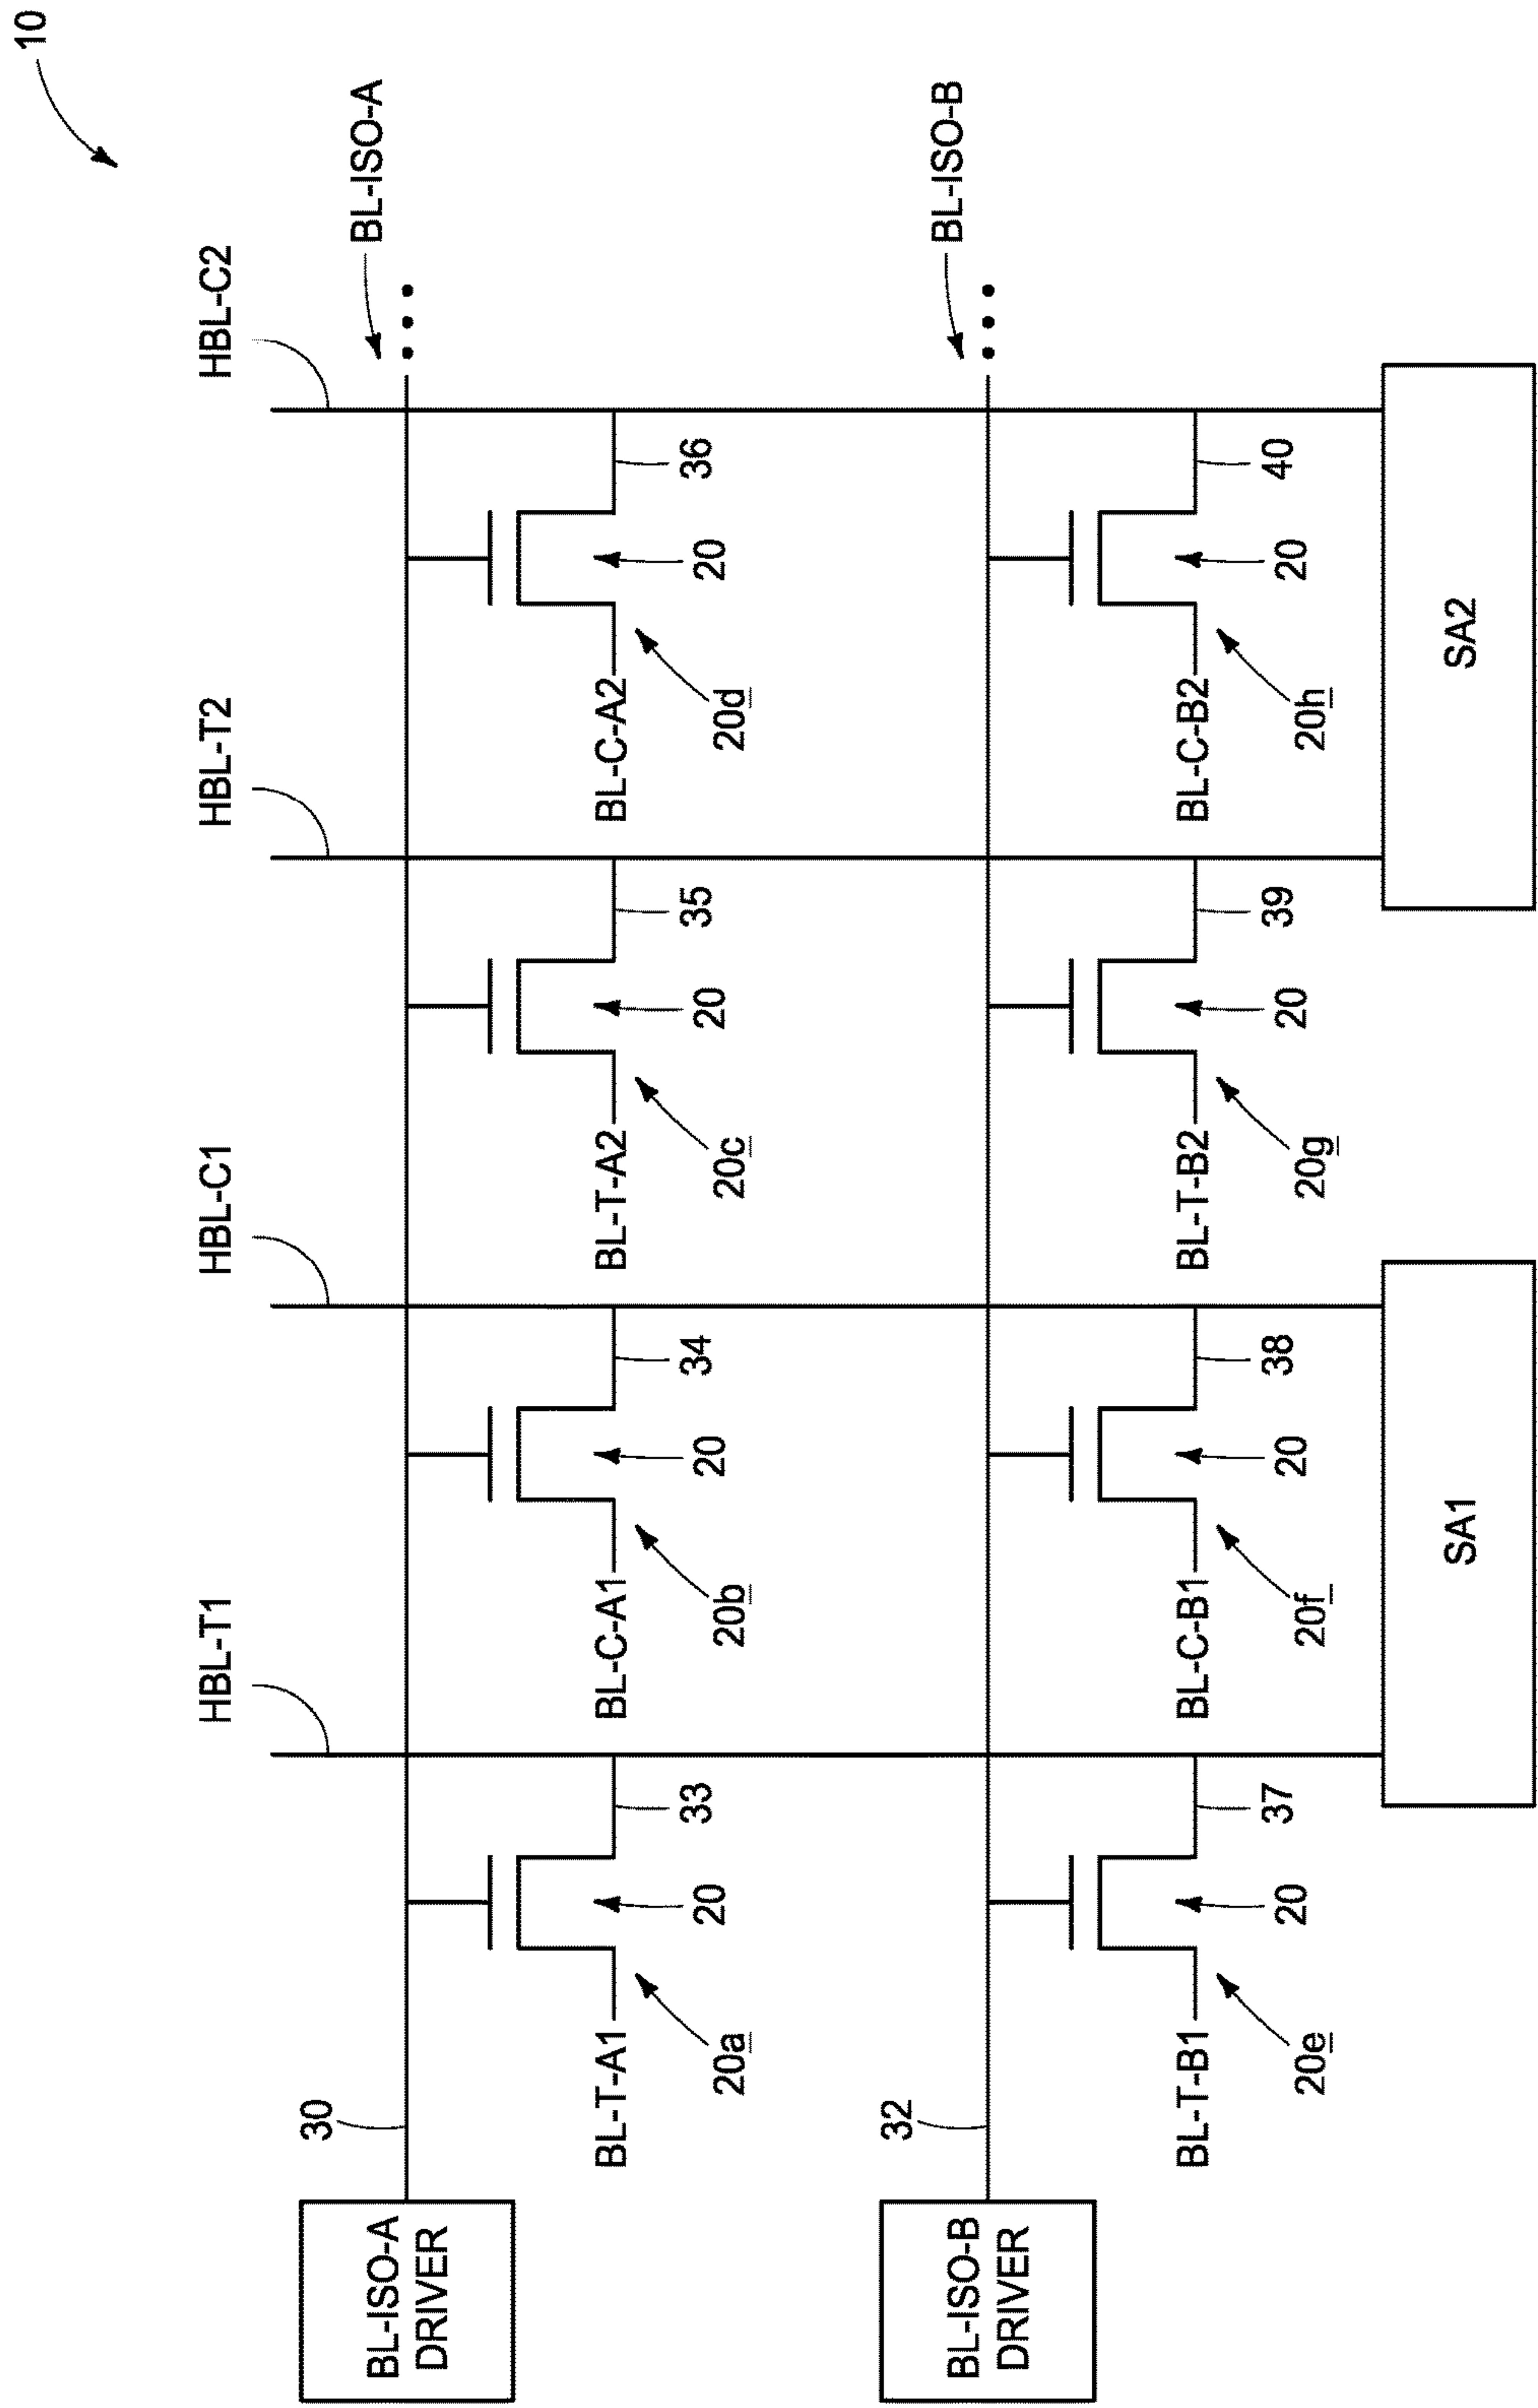 10
HBL-T1
HBL-C1
HBL-T2
HBL-C2
30
BL-ISO-A
BL-ISO-A
DRIVER
20
33
20
34
20
35
20
36
BL-T-A1
BL-C-A1
BL-T-A2
BL-C-A2
20a
20b
20c
20d
32
BL-ISO-B
BL-ISO-B
DRIVER
20
37
20
38
20
39
20
40
BL-T-B1
BL-C-B1
BL-T-B2
BL-C-B2
20e
20f
20g
20h
SA1
SA2